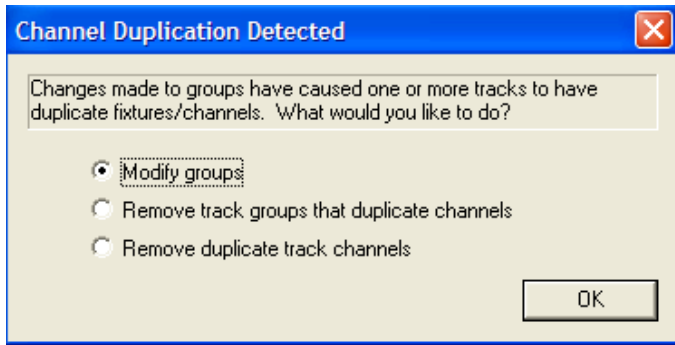 Channel Duplication Detected
Changes made to groups have caused one or more tracks to have
duplicate fixtures/channels. What would you like to do?
Modify groups
Remove track groups that duplicate channels
Remove duplicate track channels
OK